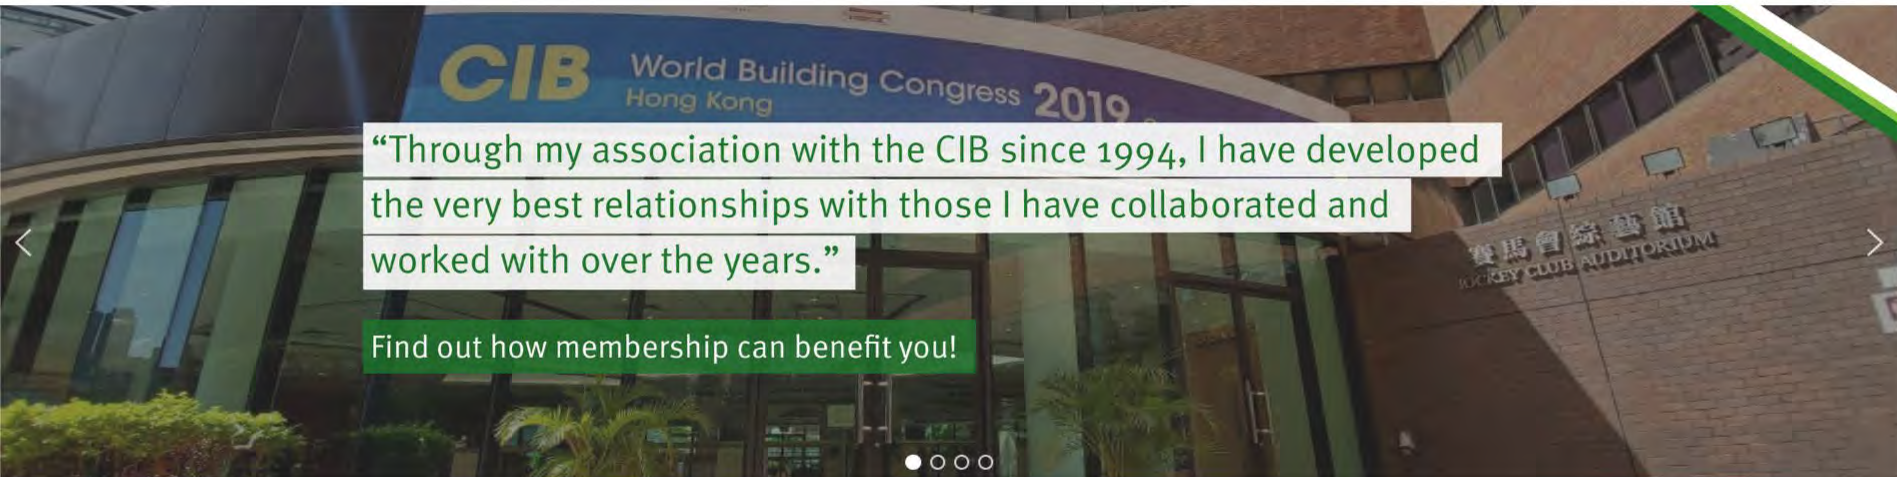 CIB World Building Congress 2019
Hong Kong
“Through my association with the CIB since 1994, I have developed
the very best relationships with those I have collaborated and
worked with over the years.”
Find out how membership can benefit you!
賽馬會綜藝館
JOCKEY CLUB AUDITORIUM